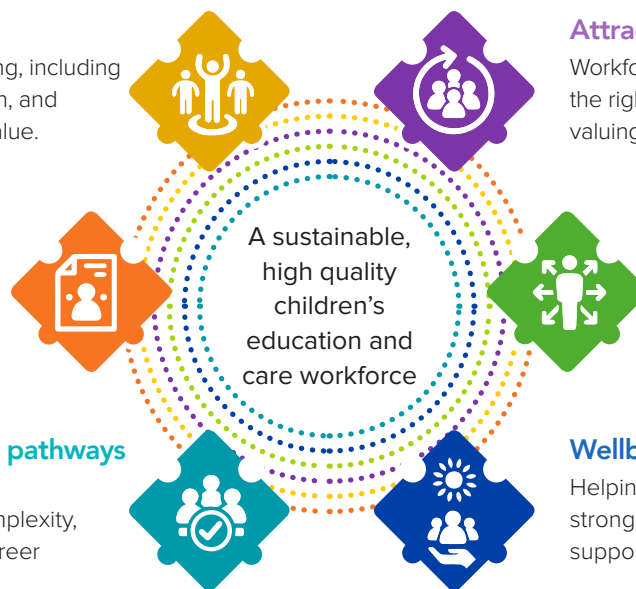 ng, including
n, and
alue.
Attrac
Workfo
the righ
valuing
A sustainable,
high quality
children's
education and
care workforce
pathways
mplexity,
reer
Wellb
Helpin
strong
suppor